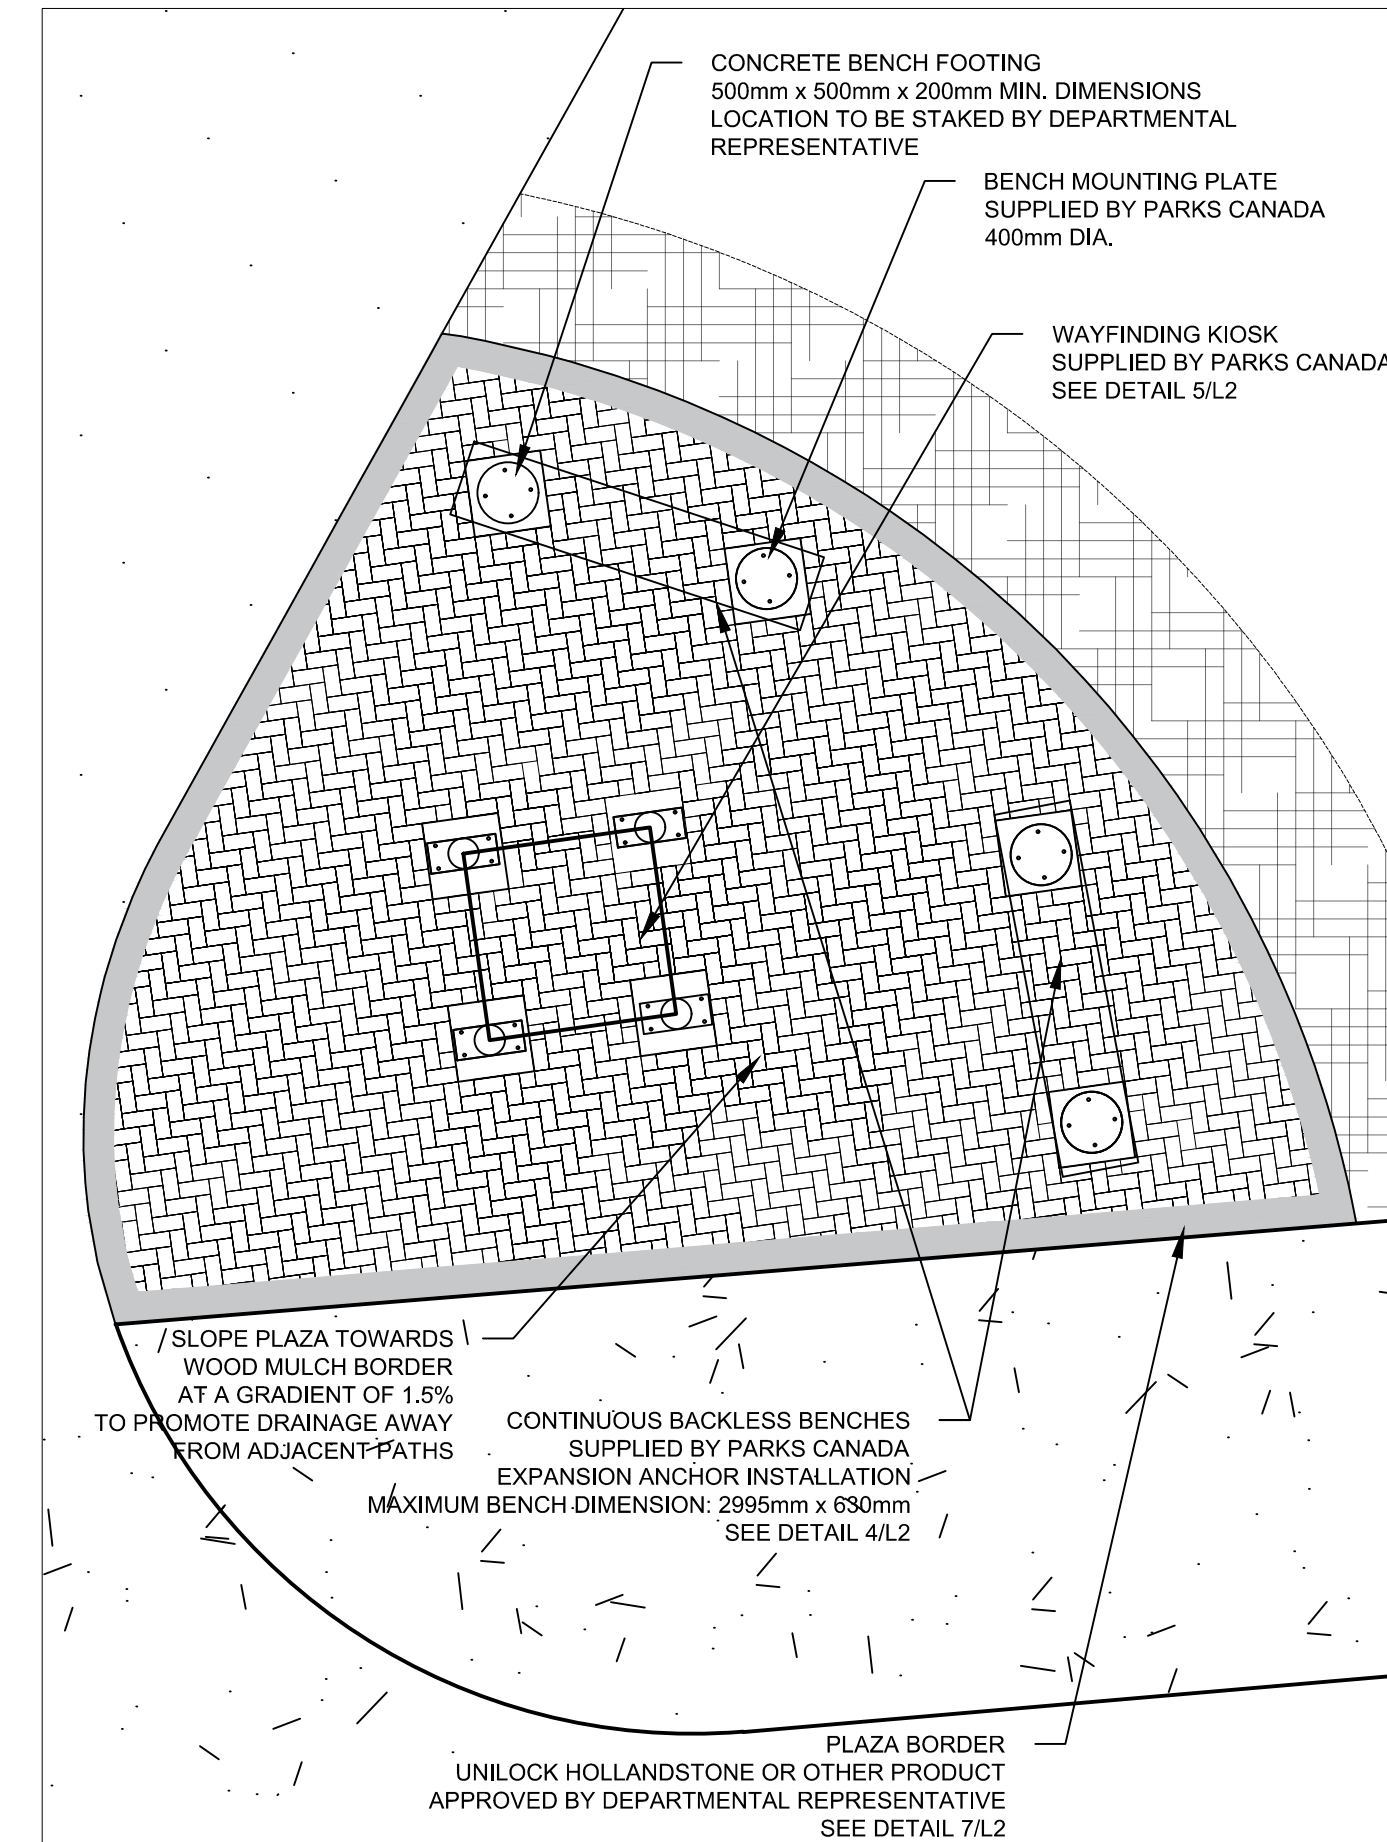 CONCRETE BENCH FOOTING
500mm x 500mm x 200mm MIN. DIMENSIONS
LOCATION TO BE STAKED BY DEPARTMENTAL
REPRESENTATIVE
BENCH MOUNTING PLATE
SUPPLIED BY PARKS CANADA
400mm DIA.
WAYFINDING KIOSK
SUPPLIED BY PARKS CANADA
SEE DETAIL 5/L2
SLOPE PLAZA TOWARDS
WOOD MULCH BORDER
AT A GRADIENT OF 1.5%
TO PROMOTE DRAINAGE AWAY
FROM ADJACENT PATHS
CONTINUOUS BACKLESS BENCHES
SUPPLIED BY PARKS CANADA
EXPANSION ANCHOR INSTALLATION
MAXIMUM BENCH DIMENSION: 2995mm x 630mm
SEE DETAIL 4/L2
PLAZA BORDER
UNILOCK HOLLANDSTONE OR OTHER PRODUCT
APPROVED BY DEPARTMENTAL REPRESENTATIVE
SEE DETAIL 7/L2